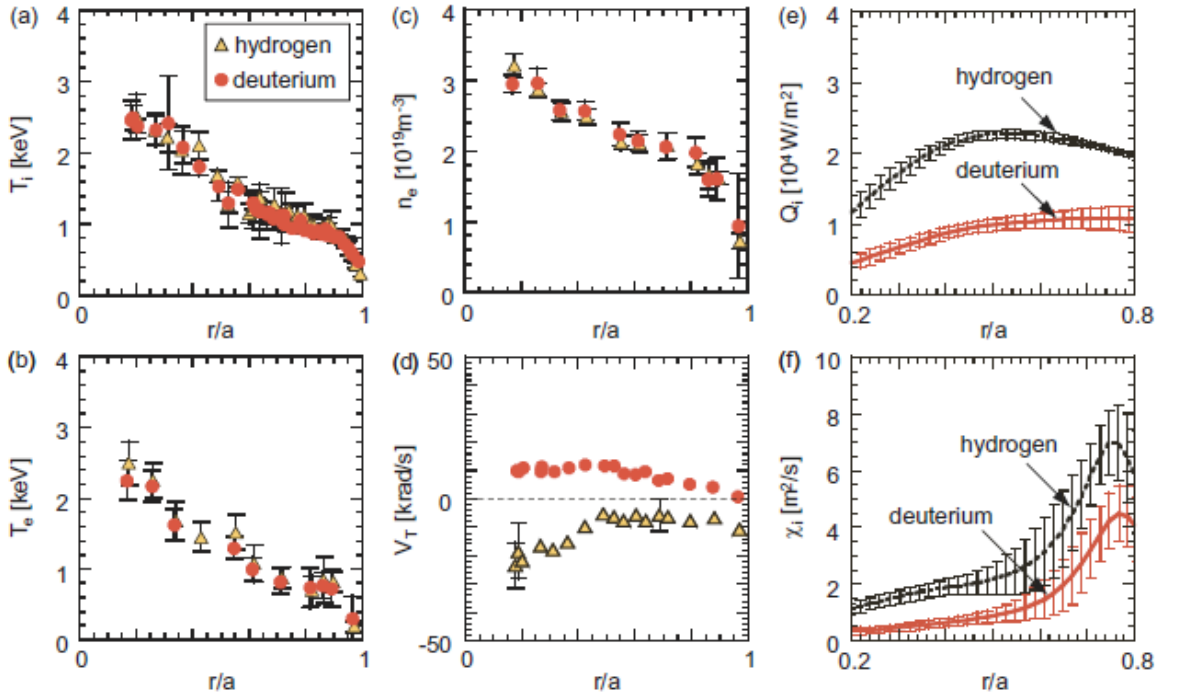 (a)
4
3
2
1
0
T_i [keV]
hydrogen
deuterium
0
r/a
1
(c)
4
3
2
1
0
n_e [10^19m^-3]
0
r/a
1
(e)
4
3
2
1
0
Q_i [10^4 W/m^2]
hydrogen
deuterium
0.2
r/a
0.8
(b)
4
3
2
1
0
T_e [keV]
0
r/a
1
(d)
50
0
-50
V_T [krad/s]
0
r/a
1
(f)
10
8
6
4
2
0
χ_i [m^2/s]
hydrogen
deuterium
0.2
r/a
0.8